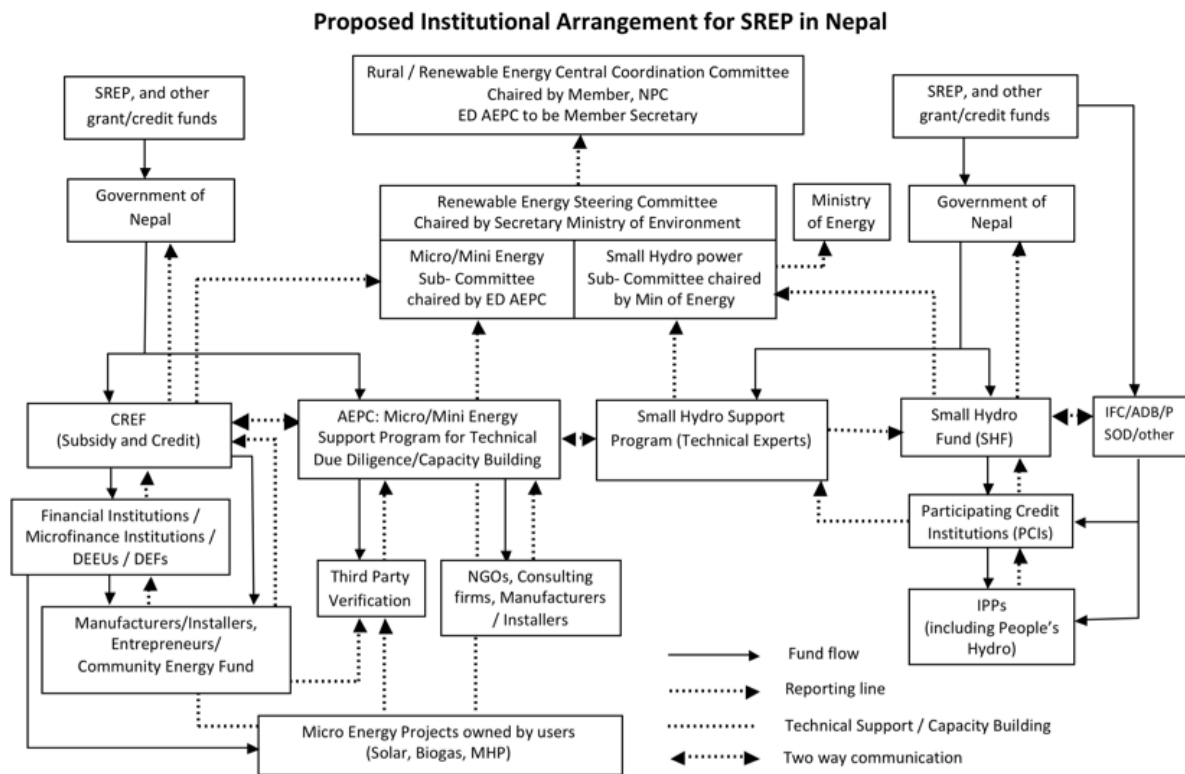 Proposed Institutional Arrangement for SREP in Nepal
SREP, and other
grant/credit funds
Rural / Renewable Energy Central Coordination Committee
Chaired by Member, NPC
ED AEPC to be Member Secretary
SREP, and other
grant/credit funds
Government of
Nepal
Renewable Energy Steering Committee
Chaired by Secretary Ministry of Environment
Micro/Mini Energy
Sub- Committee
chaired by ED AEPC
Small Hydro power
Sub- Committee chaired
by Min of Energy
Ministry
of Energy
Government of
Nepal
CREF
(Subsidy and Credit)
AEPC: Micro/Mini Energy
Support Program for Technical
Due Diligence/Capacity Building
Small Hydro Support
Program (Technical Experts)
Small Hydro
Fund (SHF)
IFC/ADB/P
SOD/other
Financial Institutions /
Microfinance Institutions /
DEEUs / DEFs
Participating Credit
Institutions (PCIs)
Third Party
Verification
NGOs, Consulting
firms, Manufacturers
/ Installers
Manufacturers/Installers,
Entrepreneurs/
Community Energy Fund
IPPs
(including People's
Hydro)
Micro Energy Projects owned by users
(Solar, Biogas, MHP)
Fund flow
Reporting line
Technical Support / Capacity Building
Two way communication